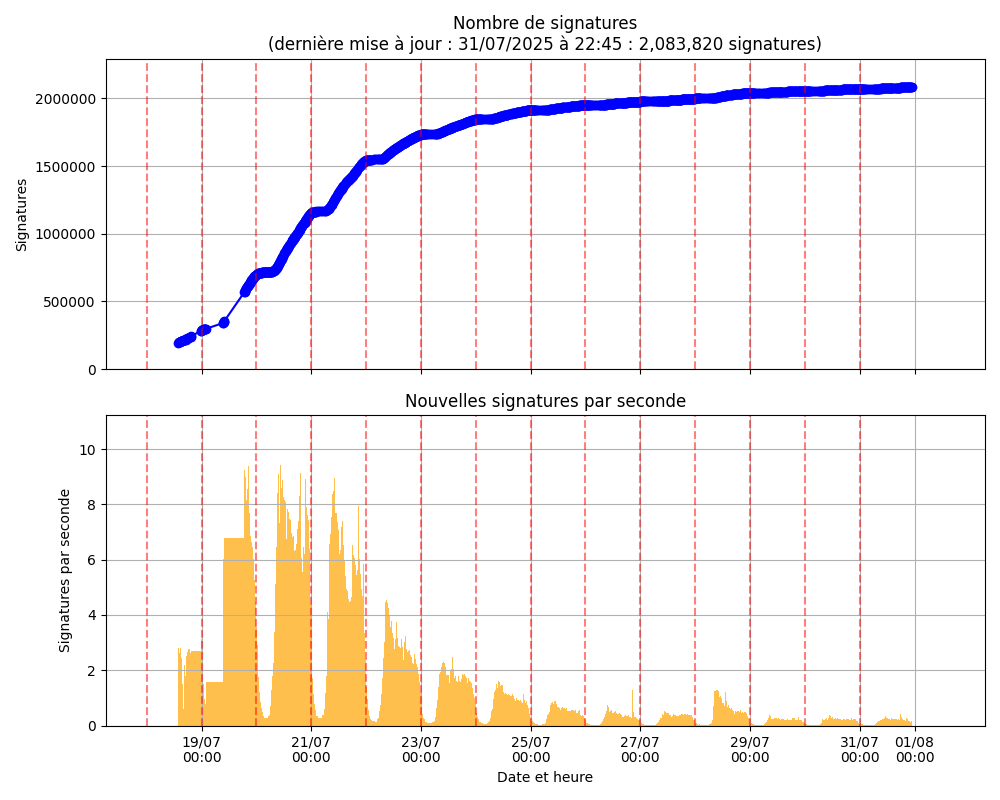 Nombre de signatures
(dernière mise à jour : 31/07/2025 à 22:45 : 2,083,820 signatures)
2000000
1500000
1000000
500000
0
Signatures
Nouvelles signatures par seconde
10
8
6
4
2
0
Signatures par seconde
19/07 21/07 23/07 25/07 27/07 29/07 31/07 01/08
00:00 00:00 00:00 00:00 00:00 00:00 00:00 00:00
Date et heure